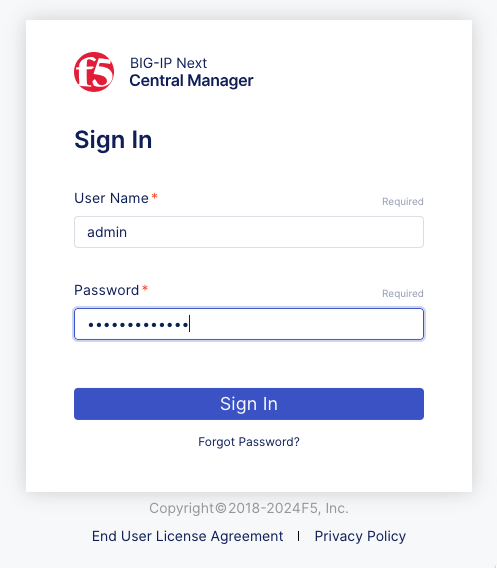 f5
BIG-IP Next
Central Manager
Sign In
User Name*
Required
admin
Password*
Required
•••••••••••••
Sign In
Forgot Password?
Copyright©2018-2024F5, Inc.
End User License Agreement | Privacy Policy